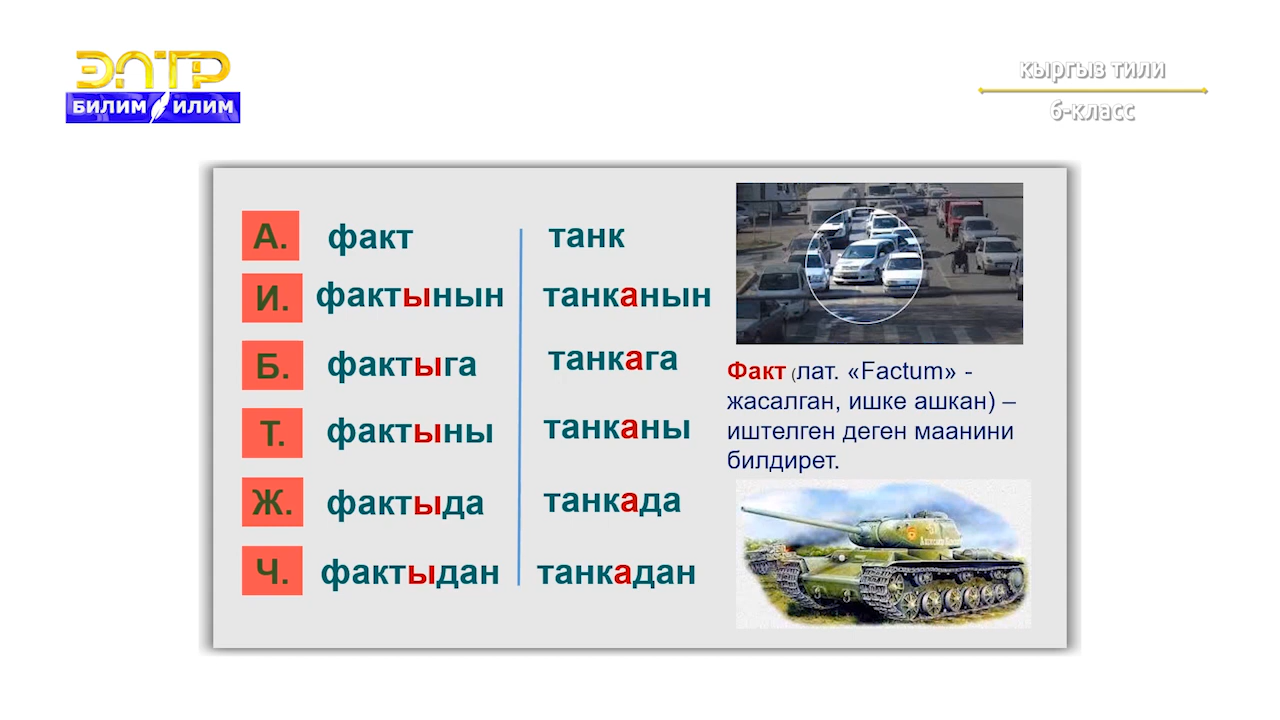 ЭЛТР
БИЛИМ ИЛИМ
кыргыз тили
6-класс
А. факт танк
И. фактынын танканын
Б. фактыга танкага
Т. фактыны танканы
Ж. фактыда танкада
Ч. фактыдан танкадан
Факт (лат. «Factum» -
жасалган, ишке ашкан) –
иштелген деген маанини
билдирет.